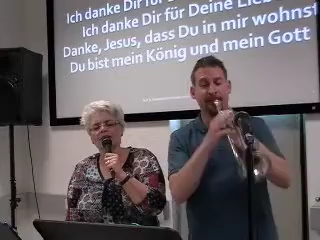 Ich danke Dir für
Ich danke Dir für Deine Lieb
Danke, Jesus, dass Du in mir wohnst
Du bist mein König und mein Gott